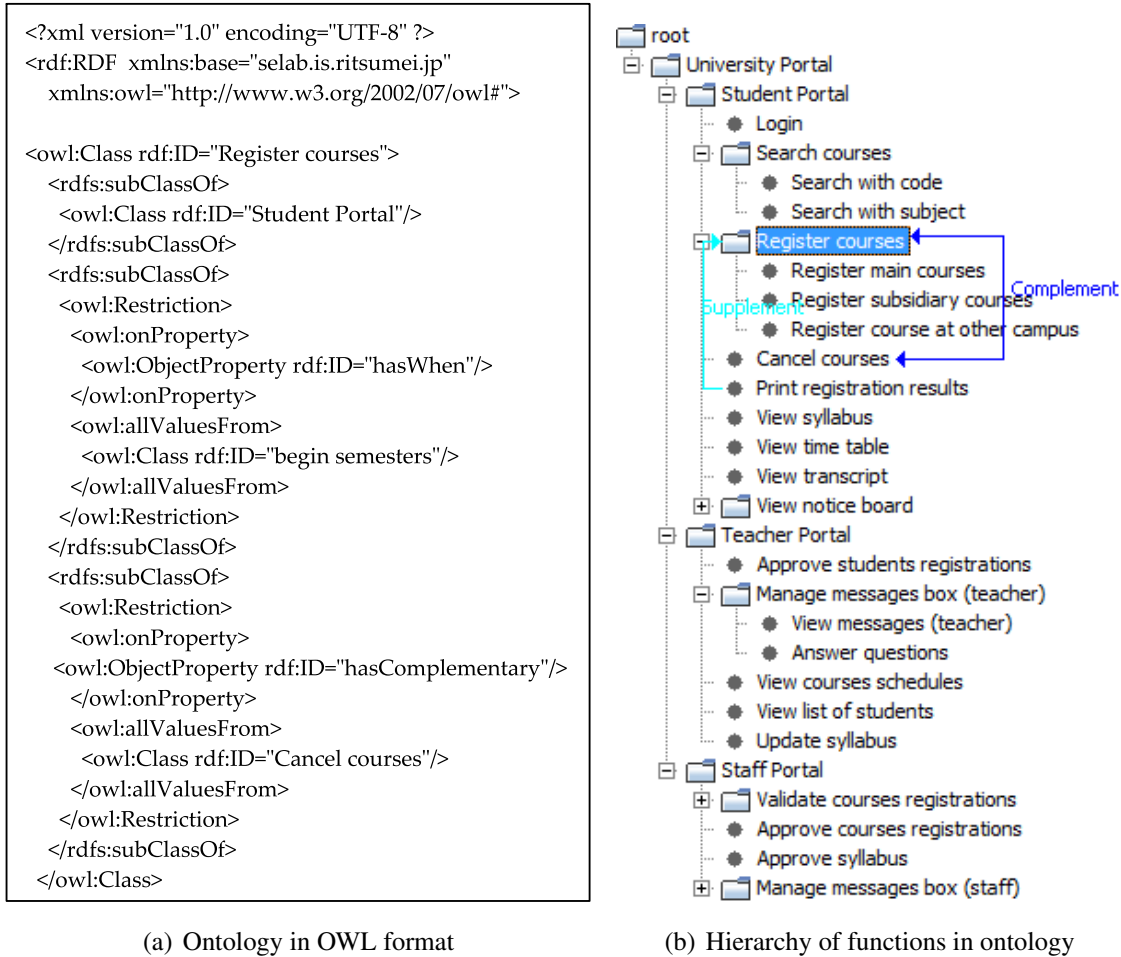 <?xml version="1.0" encoding="UTF-8" ?>
<rdf:RDF xmlns:base="selab.is.ritsumei.jp"
xmlns:owl="http://www.w3.org/2002/07/owl#">
<owl:Class rdf:ID="Register courses">
<rdfs:subClassOf>
<owl:Class rdf:ID="Student Portal"/>
</rdfs:subClassOf>
<rdfs:subClassOf>
<owl:Restriction>
<owl:onProperty>
<owl:ObjectProperty rdf:ID="hasWhen"/>
</owl:onProperty>
<owl:allValuesFrom>
<owl:Class rdf:ID="begin semesters"/>
</owl:allValuesFrom>
</owl:Restriction>
</rdfs:subClassOf>
<rdfs:subClassOf>
<owl:Restriction>
<owl:onProperty>
<owl:ObjectProperty rdf:ID="hasComplementary"/>
</owl:onProperty>
<owl:allValuesFrom>
<owl:Class rdf:ID="Cancel courses"/>
</owl:allValuesFrom>
</owl:Restriction>
</rdfs:subClassOf>
</owl:Class>
(a) Ontology in OWL format
root
University Portal
Student Portal
Login
Search courses
Search with code
Search with subject
Register courses
Register main courses
Complement
Register subsidiary courses
Supplement
Register course at other campus
Cancel courses
Print registration results
View syllabus
View time table
View transcript
View notice board
Teacher Portal
Approve students registrations
Manage messages box (teacher)
View messages (teacher)
Answer questions
View courses schedules
View list of students
Update syllabus
Staff Portal
Validate courses registrations
Approve courses registrations
Approve syllabus
Manage messages box (staff)
(b) Hierarchy of functions in ontology